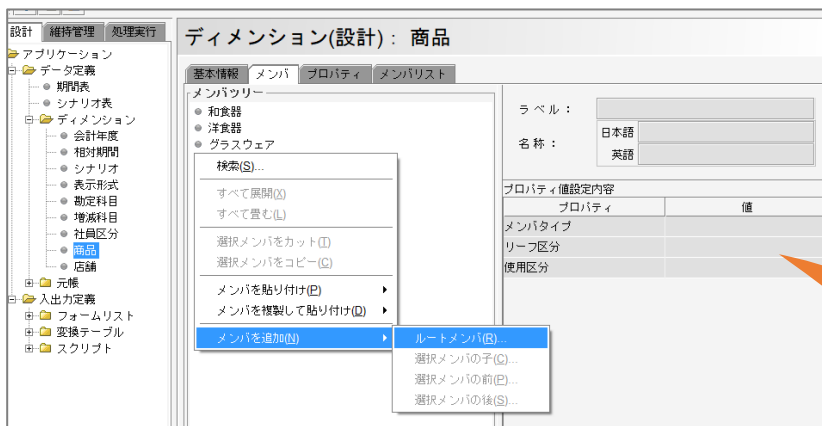 設計 維持管理 処理実行
アプリケーション
データ定義
期間表
シナリオ表
ディメンション
会計年度
相対期間
シナリオ
表示形式
勘定科目
増減科目
社員区分
商品
店舗
元帳
入出力定義
フォームリスト
変換テーブル
スクリプト
ディメンション(設計)： 商品
基本情報 メンバ プロパティ メンバリスト
メンバツリー
和食器
洋食器
グラスウェア
検索(S)...
すべて展開(X)
すべて畳む(L)
選択メンバをカット(T)
選択メンバをコピー(C)
メンバを貼り付け(P)
メンバを複製して貼り付け(D)
メンバを追加(N)
ルートメンバ(R)...
選択メンバの子(C)...
選択メンバの前(P)...
選択メンバの後(S)...
ラベル：
名称： 日本語
英語
プロパティ値設定内容
プロパティ 値
メンバタイプ
リーフ区分
使用区分